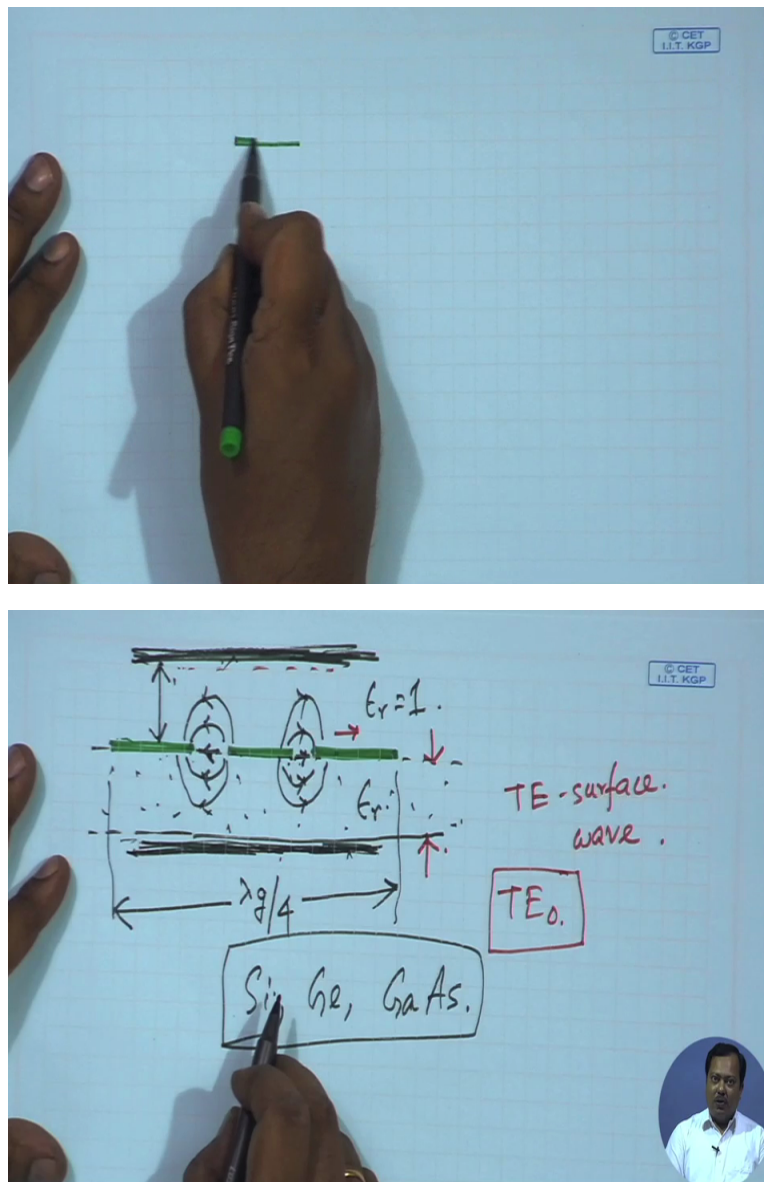 © CET
I.I.T. KGP
© CET
I.I.T. KGP
εr = 1.
εr.
TE-surface
wave.
TE0.
λg/4
Si, Ge, GaAs.